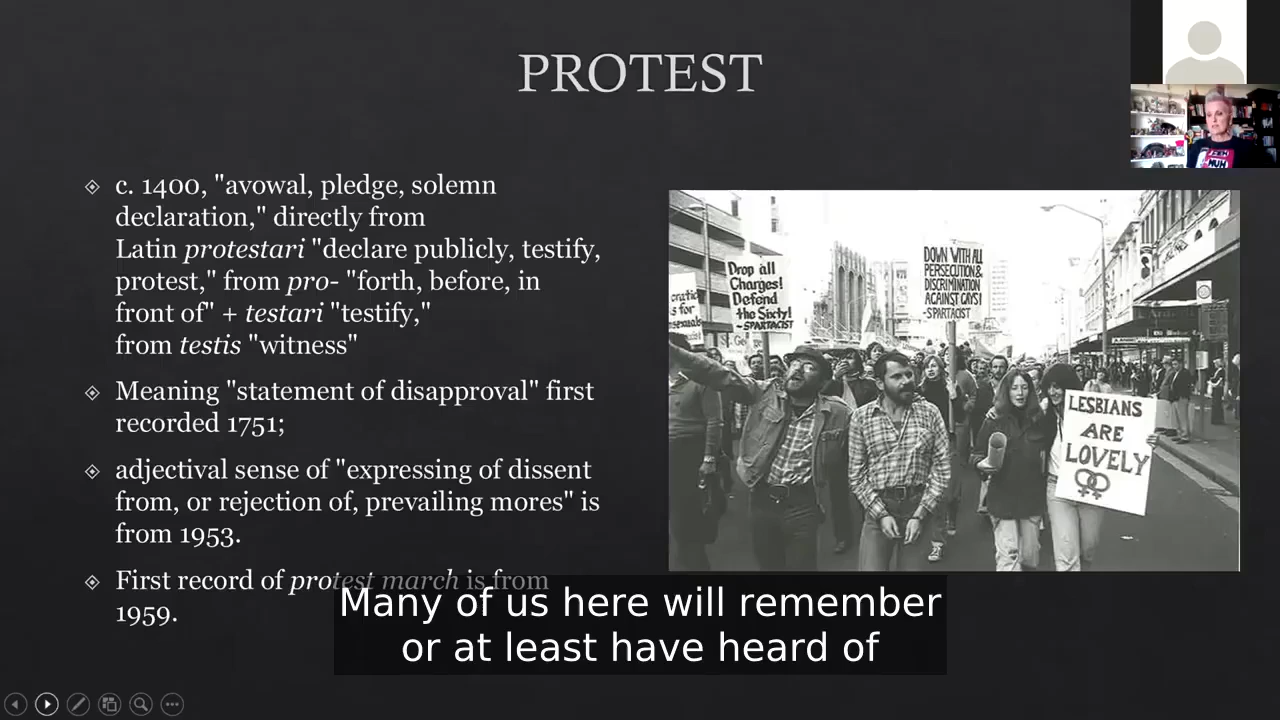 PROTEST
c. 1400, "avowal, pledge, solemn
declaration," directly from
Latin protestari "declare publicly, testify,
protest," from pro- "forth, before, in
front of" + testari "testify,"
from testis "witness"
Meaning "statement of disapproval" first
recorded 1751;
adjectival sense of "expressing of dissent
from, or rejection of, prevailing mores" is
from 1953.
First record of protest march is from
1959.
Drop all
Charges!
Defend
the Sixty!
~SPARTACIST
DOWN WITH ALL
PERSECUTION &
DISCRIMINATION
AGAINST GAYS!
-SPARTACIST
LESBIANS
ARE
LOVELY
Many of us here will remember
or at least have heard of